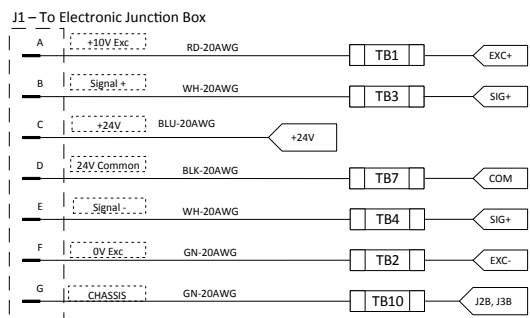 J1 – To Electronic Junction Box
A +10V Exc RD-20AWG TB1 EXC+
B Signal + WH-20AWG TB3 SIG+
C +24V BLU-20AWG +24V
D 24V Common BLK-20AWG TB7 COM
E Signal - WH-20AWG TB4 SIG+
F 0V Exc GN-20AWG TB2 EXC-
G CHASSIS GN-20AWG TB10 J2B, J3B